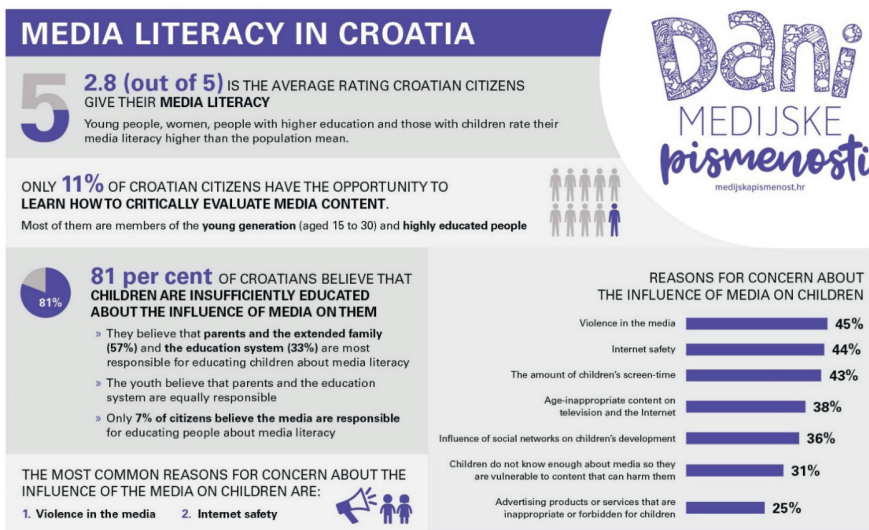 MEDIA LITERACY IN CROATIA
Dani
MEDIJSKE
pismenosti
medijskapismenost.hr
5
2.8 (out of 5) IS THE AVERAGE RATING CROATIAN CITIZENS
GIVE THEIR MEDIA LITERACY
Young people, women, people with higher education and those with children rate their
media literacy higher than the population mean.
ONLY 11% OF CROATIAN CITIZENS HAVE THE OPPORTUNITY TO
LEARN HOW TO CRITICALLY EVALUATE MEDIA CONTENT.
Most of them are members of the young generation (aged 15 to 30) and highly educated people
81%
81 per cent OF CROATIANS BELIEVE THAT
CHILDREN ARE INSUFFICIENTLY EDUCATED
ABOUT THE INFLUENCE OF MEDIA ON THEM
» They believe that parents and the extended family
(57%) and the education system (33%) are most
responsible for educating children about media literacy
» The youth believe that parents and the education
system are equally responsible
» Only 7% of citizens believe the media are responsible
for educating people about media literacy
THE MOST COMMON REASONS FOR CONCERN ABOUT THE
INFLUENCE OF THE MEDIA ON CHILDREN ARE:
1. Violence in the media 2. Internet safety
REASONS FOR CONCERN ABOUT
THE INFLUENCE OF MEDIA ON CHILDREN
Violence in the media 45%
Internet safety 44%
The amount of children's screen-time 43%
Age-inappropriate content on
television and the Internet 38%
Influence of social networks on children's development 36%
Children do not know enough about media so they
are vulnerable to content that can harm them 31%
Advertising products or services that are
inappropriate or forbidden for children 25%